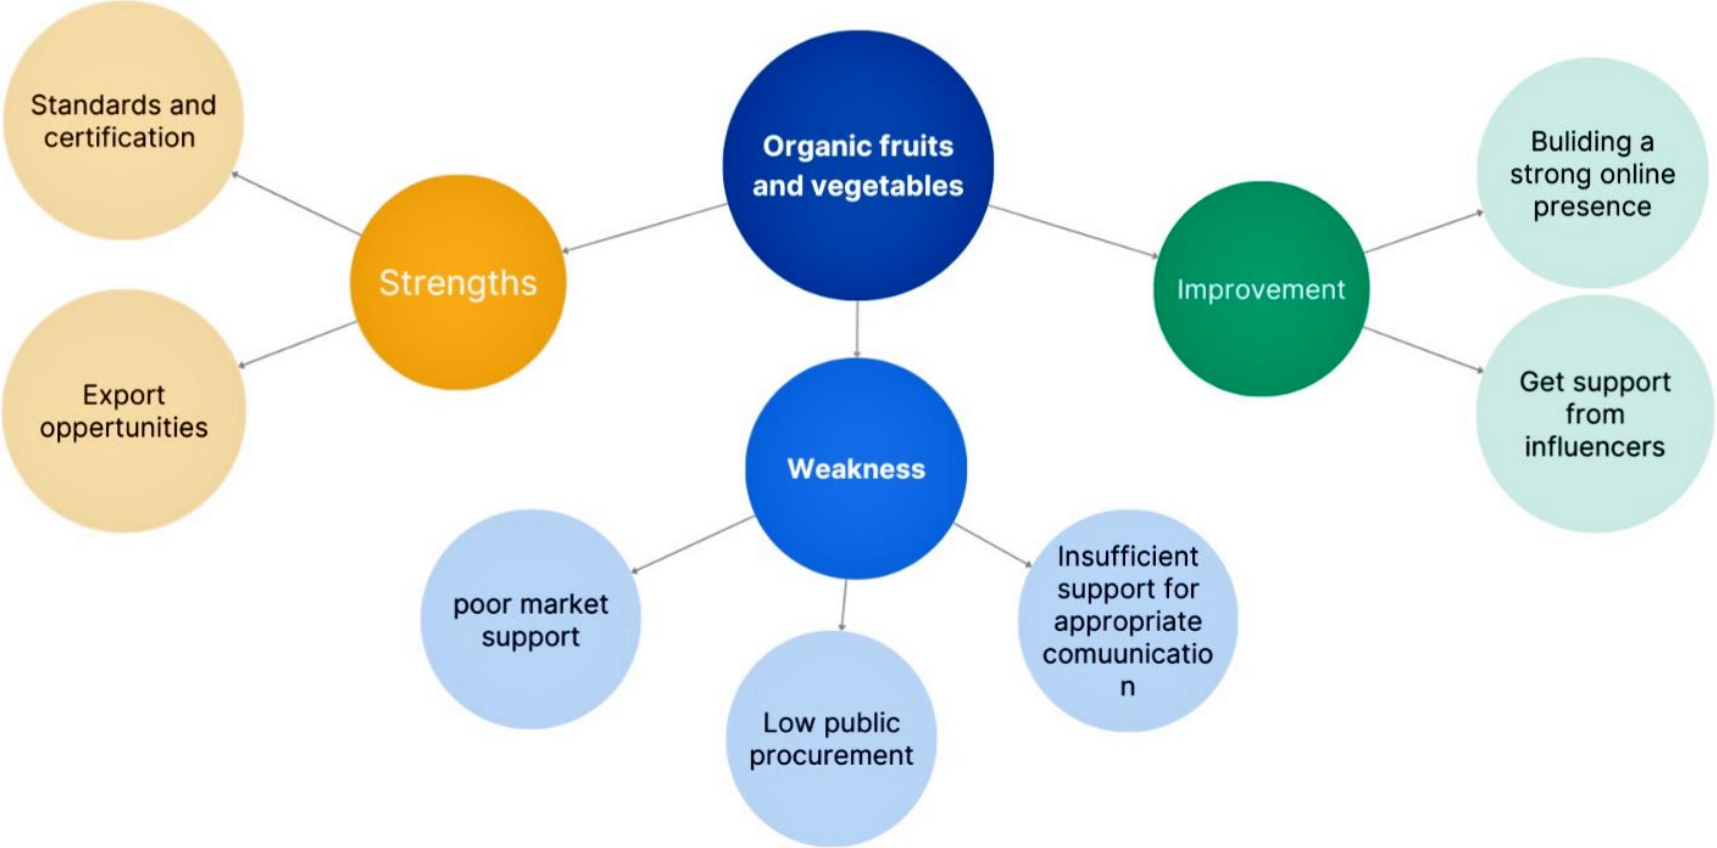 Organic fruits
and vegetables
Strengths
Standards and
certification
Export
oppertunities
Weakness
poor market
support
Low public
procurement
Insufficient
support for
appropriate
comuunicatio
n
Improvement
Buliding a
strong online
presence
Get support
from
influencers